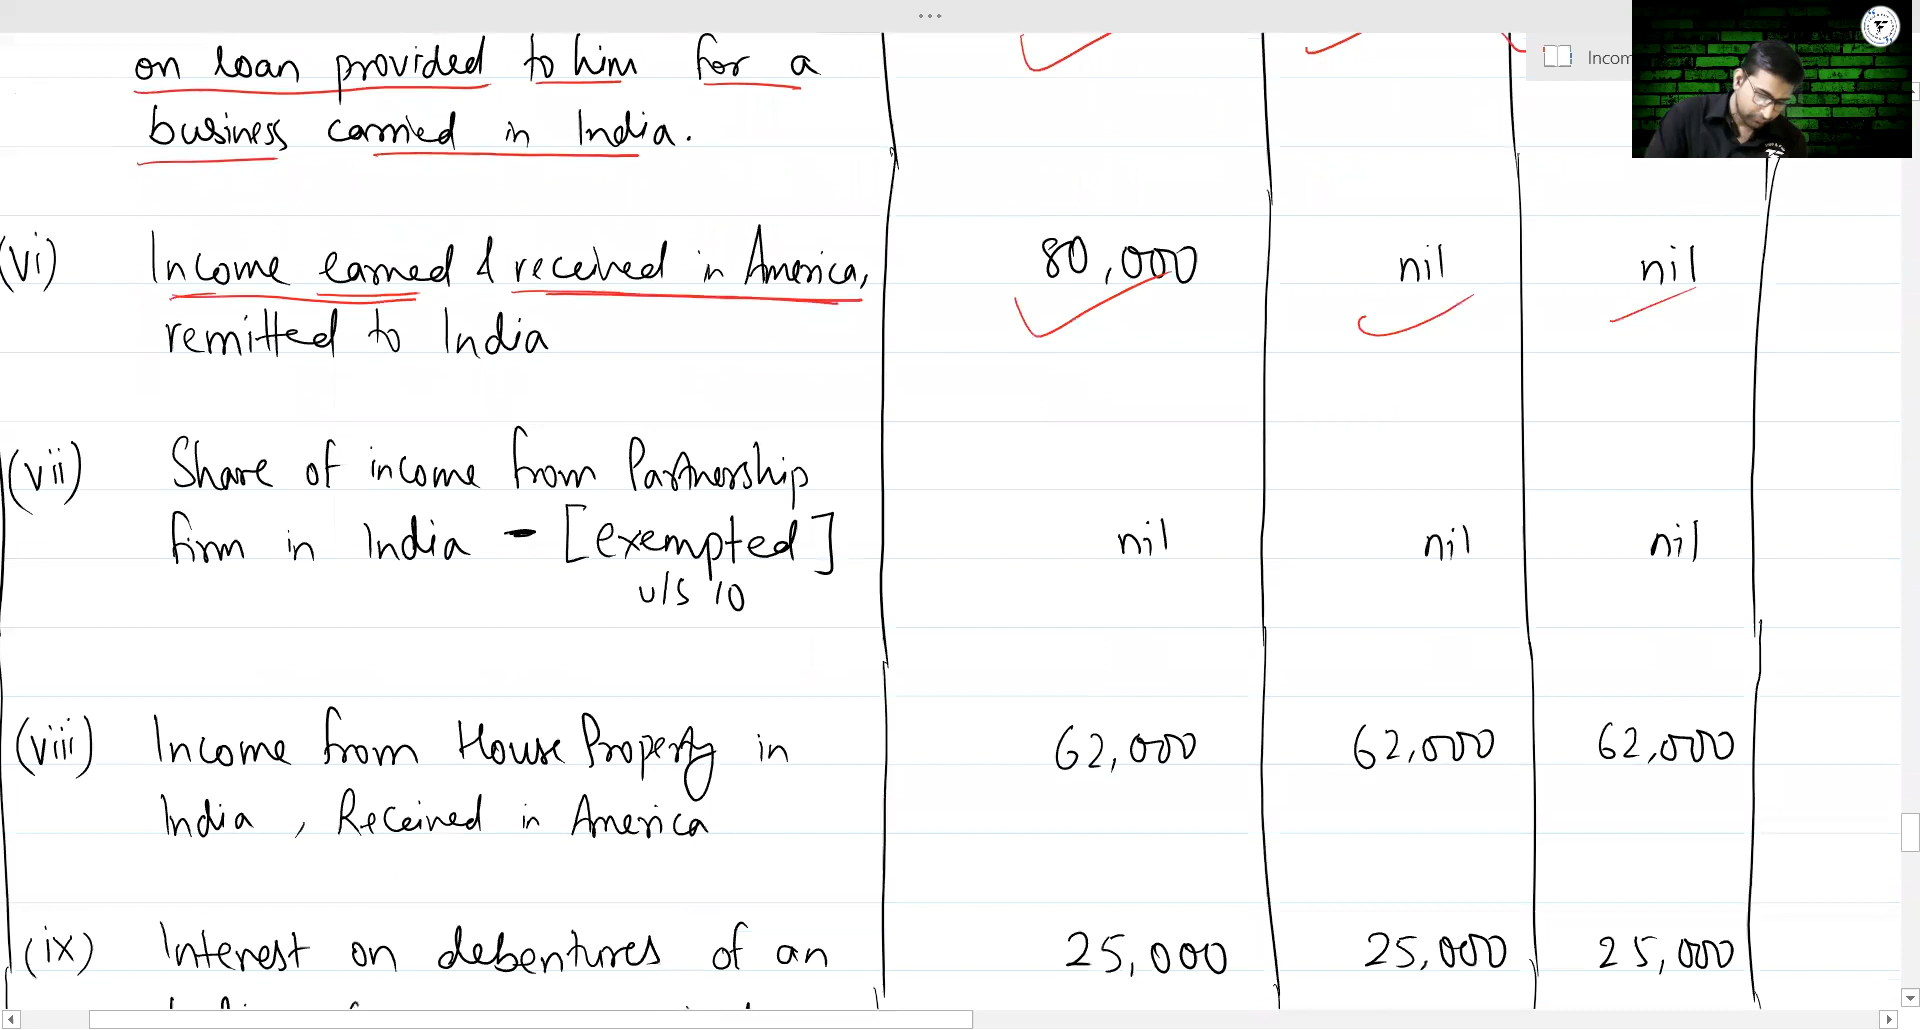 Incom
on loan provided to him for a
business carried in India.
(vi) Income earned & received in America, 80,000 nil nil
remitted to India
(vii) Share of income from Partnership
firm in India - [exempted] nil nil nil
u/s 10
(viii) Income from House Property in 62,000 62,000 62,000
India, Received in America
(ix) Interest on debentures of an 25,000 25,000 25,000